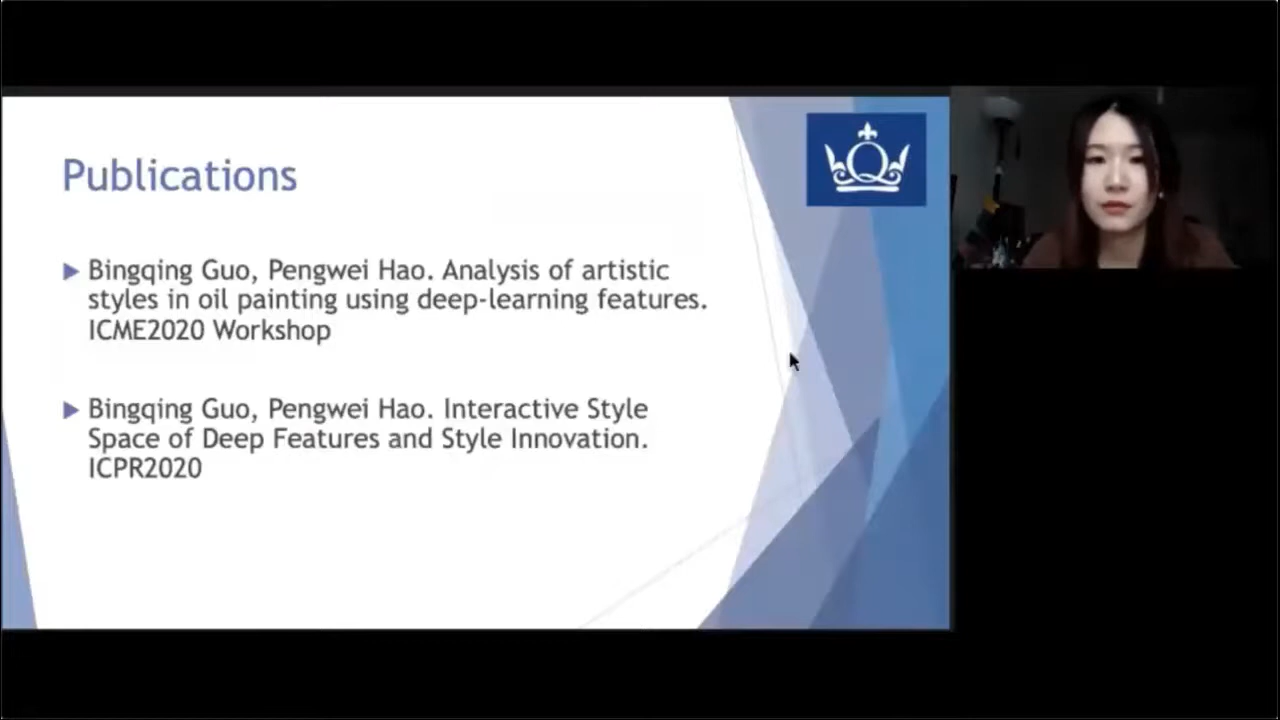 Publications
Bingqing Guo, Pengwei Hao. Analysis of artistic
styles in oil painting using deep-learning features.
ICME2020 Workshop
Bingqing Guo, Pengwei Hao. Interactive Style
Space of Deep Features and Style Innovation.
ICPR2020